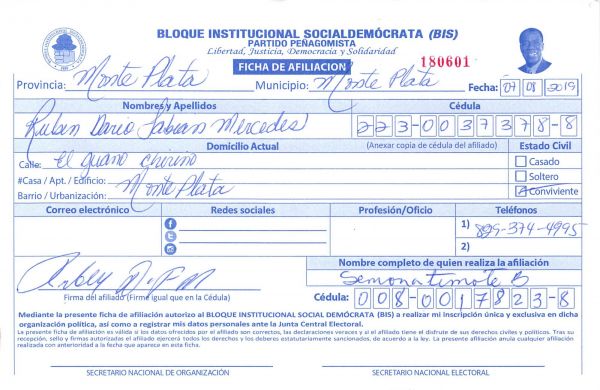 BLOQUE INSTITUCIONAL SOCIALDEMÓCRATA (BIS)
PARTIDO PEÑAGOMISTA
Libertad, Justicia, Democracia y Solidaridad
FICHA DE AFILIACION 180601
Provincia: Monte Plata Municipio: Monte Plata Fecha: 07 08 2019
Nombres y Apellidos Cédula
Ruben Dario Fabian Mercedes 223-0037378-8
Domicilio Actual (Anexar copia de cédula del afiliado) Estado Civil
Calle: el guano chirino Casado
#Casa / Apt. / Edificio: Soltero
Barrio / Urbanización: Monte Plata Conviviente
Correo electrónico Redes sociales Profesión/Oficio Teléfonos
1) 829-374-4995
2)
Nombre completo de quien realiza la afiliación
B
Firma del afiliado (Firme igual que en la Cédula) Cédula: 008-0017823-8
Mediante la presente ficha de afiliación autorizo al BLOQUE INSTITUCIONAL SOCIAL DEMÓCRATA (BIS) a realizar mi inscripción única y exclusiva en dicha
organización política, así como a registrar mis datos personales ante la Junta Central Electoral.
La presente ficha de afiliación es válida si los datos ofrecidos por el afiliado son correctos, las declaraciones veraces y si el afiliado tiene el disfrute de sus derechos civiles y políticos. Tras su
recepción, sello y firmas autorizadas el afiliado ejercerá todos los derechos y los deberes estatutariamente sancionados, de acuerdo a la ley. La presente afiliación anula cualquier afiliación
realizada con anterioridad a la fecha que aparece en esta ficha.
SECRETARIO NACIONAL DE ORGANIZACIÓN SECRETARIO NACIONAL ELECTORAL